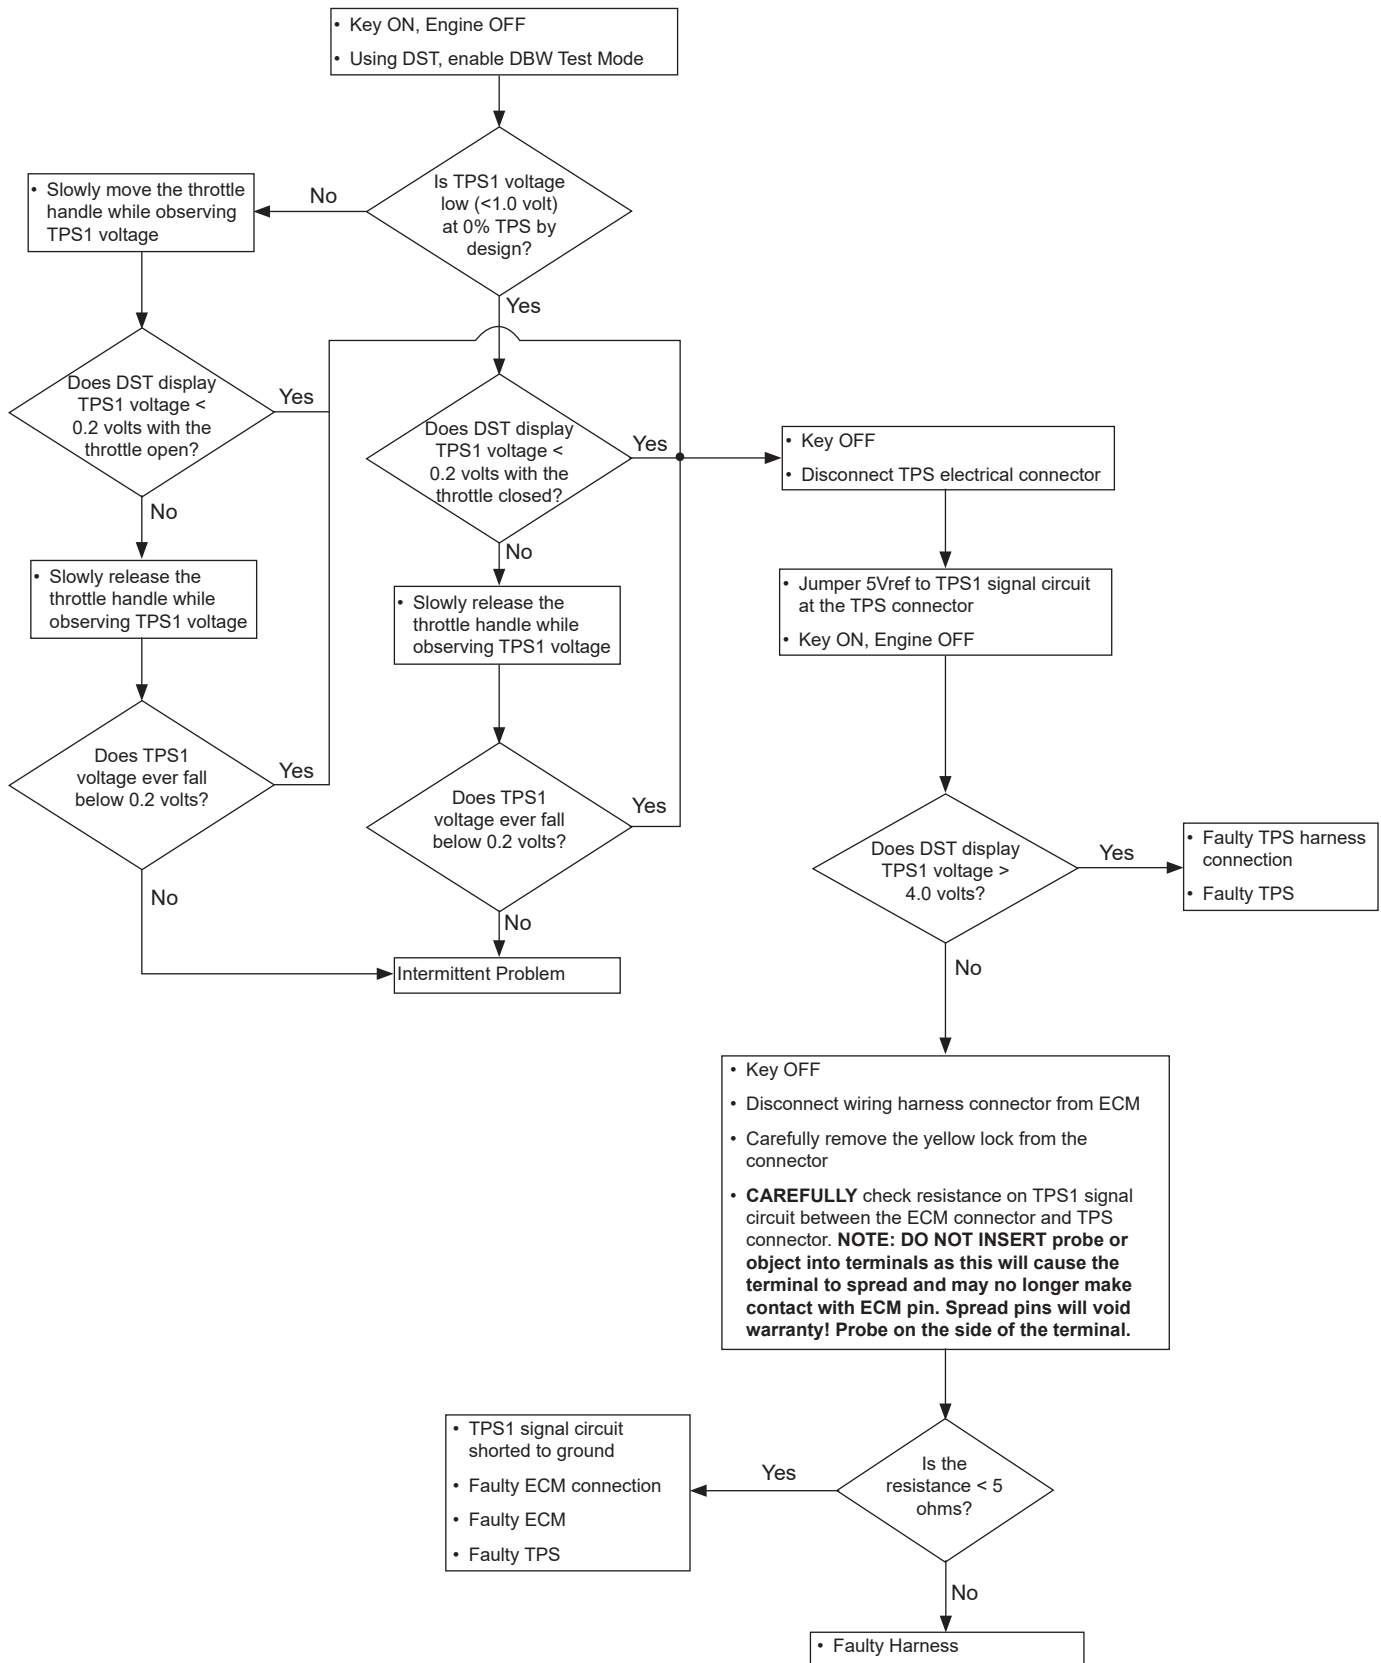 • Key ON, Engine OFF
• Using DST, enable DBW Test Mode
Is TPS1 voltage
low (<1.0 volt)
at 0% TPS by
design?
No
• Slowly move the throttle
handle while observing
TPS1 voltage
Yes
Does DST display
TPS1 voltage <
0.2 volts with the
throttle open?
Yes
No
• Slowly release the
throttle handle while
observing TPS1 voltage
Does TPS1
voltage ever fall
below 0.2 volts?
Yes
No
Does DST display
TPS1 voltage <
0.2 volts with the
throttle closed?
Yes
No
• Slowly release the
throttle handle while
observing TPS1 voltage
Does TPS1
voltage ever fall
below 0.2 volts?
Yes
No
Intermittent Problem
• Key OFF
• Disconnect TPS electrical connector
• Jumper 5Vref to TPS1 signal circuit
at the TPS connector
• Key ON, Engine OFF
Does DST display
TPS1 voltage >
4.0 volts?
Yes
• Faulty TPS harness
connection
• Faulty TPS
No
• Key OFF
• Disconnect wiring harness connector from ECM
• Carefully remove the yellow lock from the
connector
• CAREFULLY check resistance on TPS1 signal
circuit between the ECM connector and TPS
connector. NOTE: DO NOT INSERT probe or
object into terminals as this will cause the
terminal to spread and may no longer make
contact with ECM pin. Spread pins will void
warranty! Probe on the side of the terminal.
Is the
resistance < 5
ohms?
Yes
• TPS1 signal circuit
shorted to ground
• Faulty ECM connection
• Faulty ECM
• Faulty TPS
No
• Faulty Harness